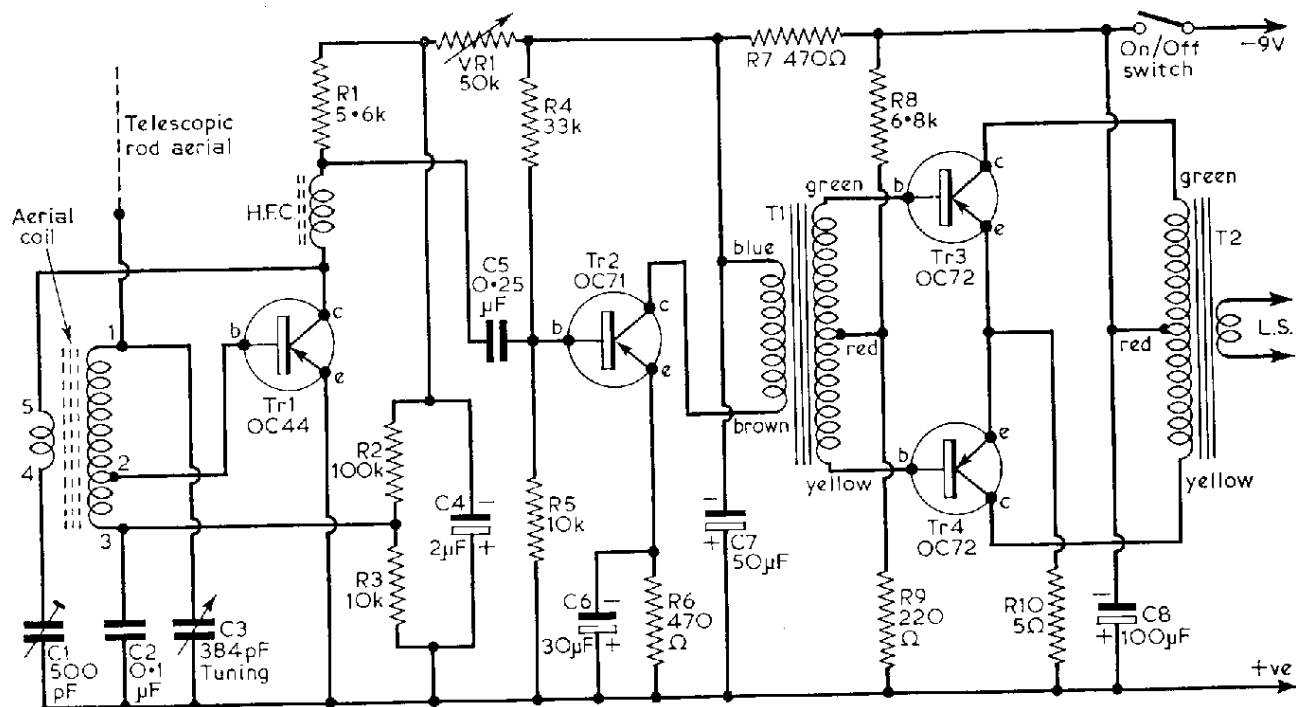 Telescopic
rod aerial
Aerial
coil
H.F.C.
R1
5·6k
VR1
50k
R4
33k
R7 470Ω
R8
6·8k
On/Off
switch
-9V
C5
0·25
µF
Tr1
OC44
b
c
e
1
2
3
4
5
Tr2
OC71
b
c
e
T1
blue
brown
green
red
yellow
Tr3
OC72
b
c
e
Tr4
OC72
b
e
c
green
red
yellow
T2
L.S.
R2
100k
R3
10k
C4
2µF
-
+
R5
10k
C6
30µF
-
+
R6
470
Ω
C7
50µF
-
+
R9
220
Ω
R10
5Ω
C8
100µF
-
+
C1
500
pF
C2
0·1
µF
C3
384pF
Tuning
+ve